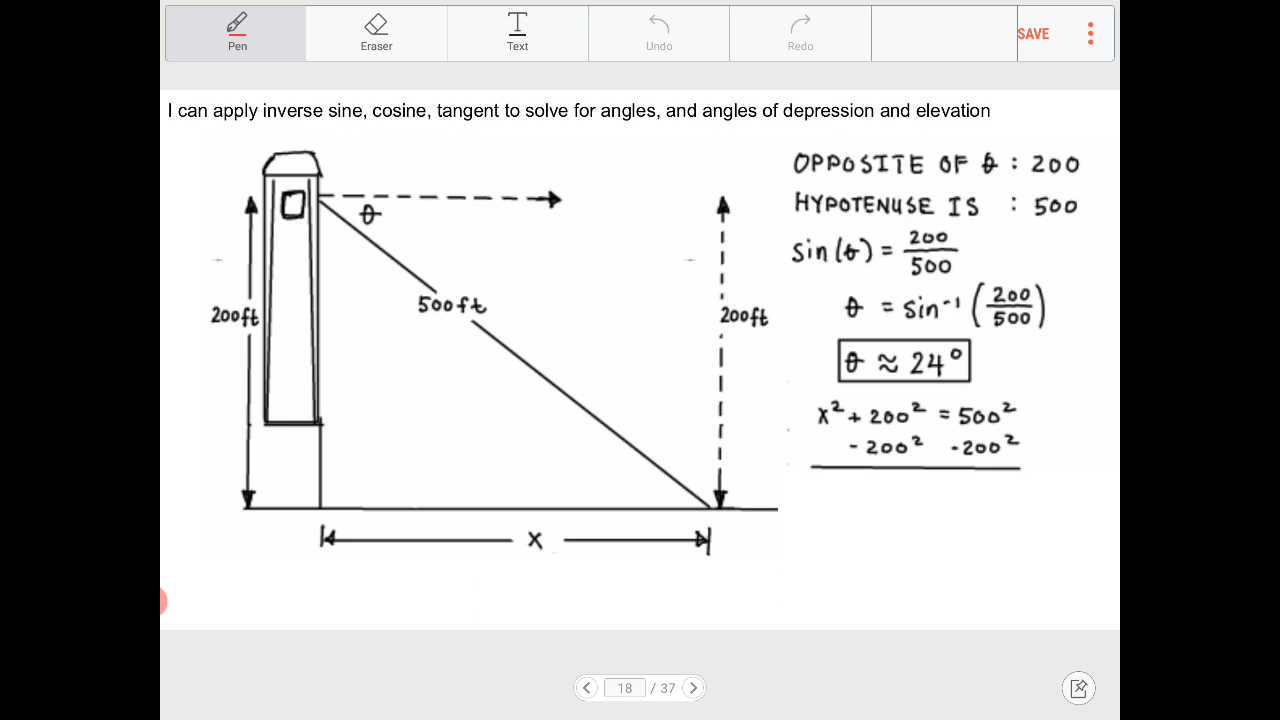 Pen
Eraser
Text
Undo
Redo
SAVE
I can apply inverse sine, cosine, tangent to solve for angles, and angles of depression and elevation
θ
200ft
500ft
200ft
x
OPPOSITE OF θ : 200
HYPOTENUSE IS : 500
sin(θ) = 200/500
θ = sin⁻¹(200/500)
θ ≈ 24°
x² + 200² = 500²
- 200² -200²
18 / 37